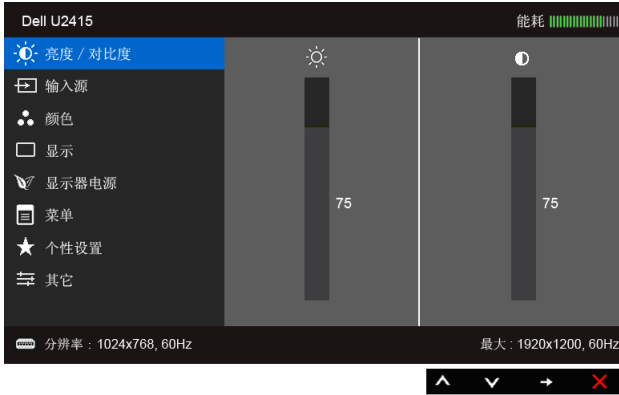 Dell U2415
能耗
亮度 / 对比度
输入源
颜色
显示
显示器电源
菜单
个性设置
其它
75
75
分辨率 : 1024x768, 60Hz
最大 : 1920x1200, 60Hz